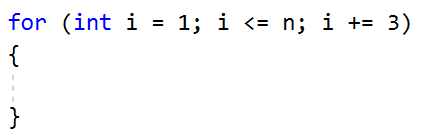 for (int i = 1; i <= n; i += 3)
{
}